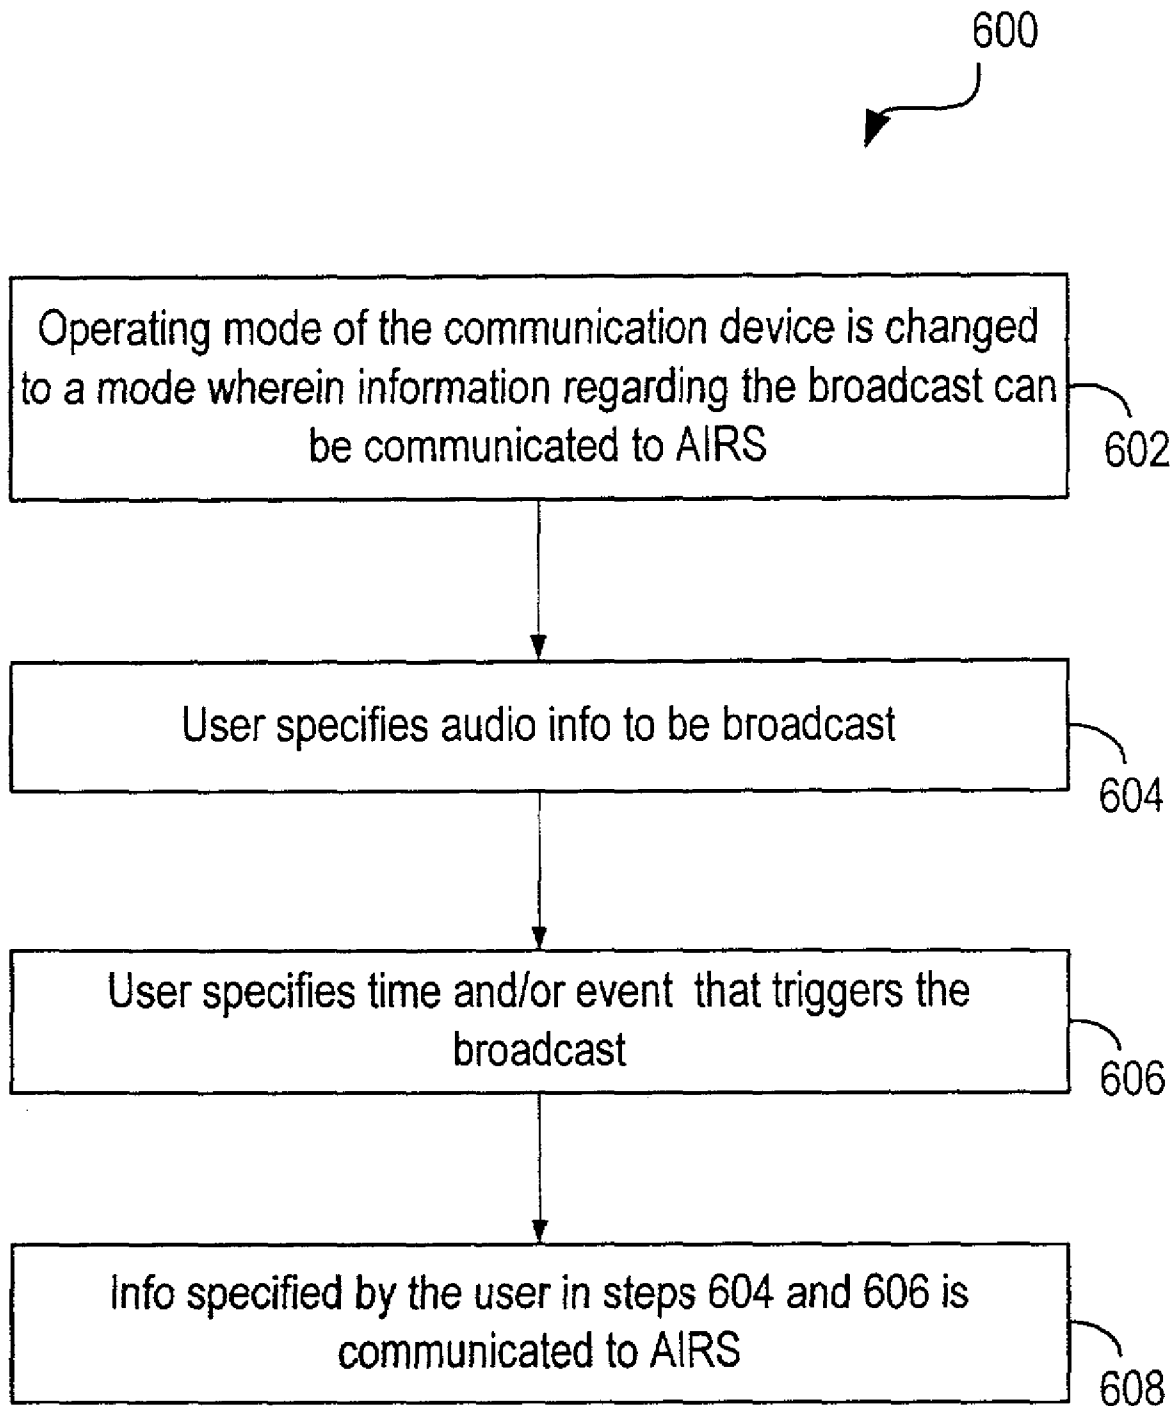 600
Operating mode of the communication device is changed
to a mode wherein information regarding the broadcast can
be communicated to AIRS
602
User specifies audio info to be broadcast
604
User specifies time and/or event that triggers the
broadcast
606
Info specified by the user in steps 604 and 606 is
communicated to AIRS
608